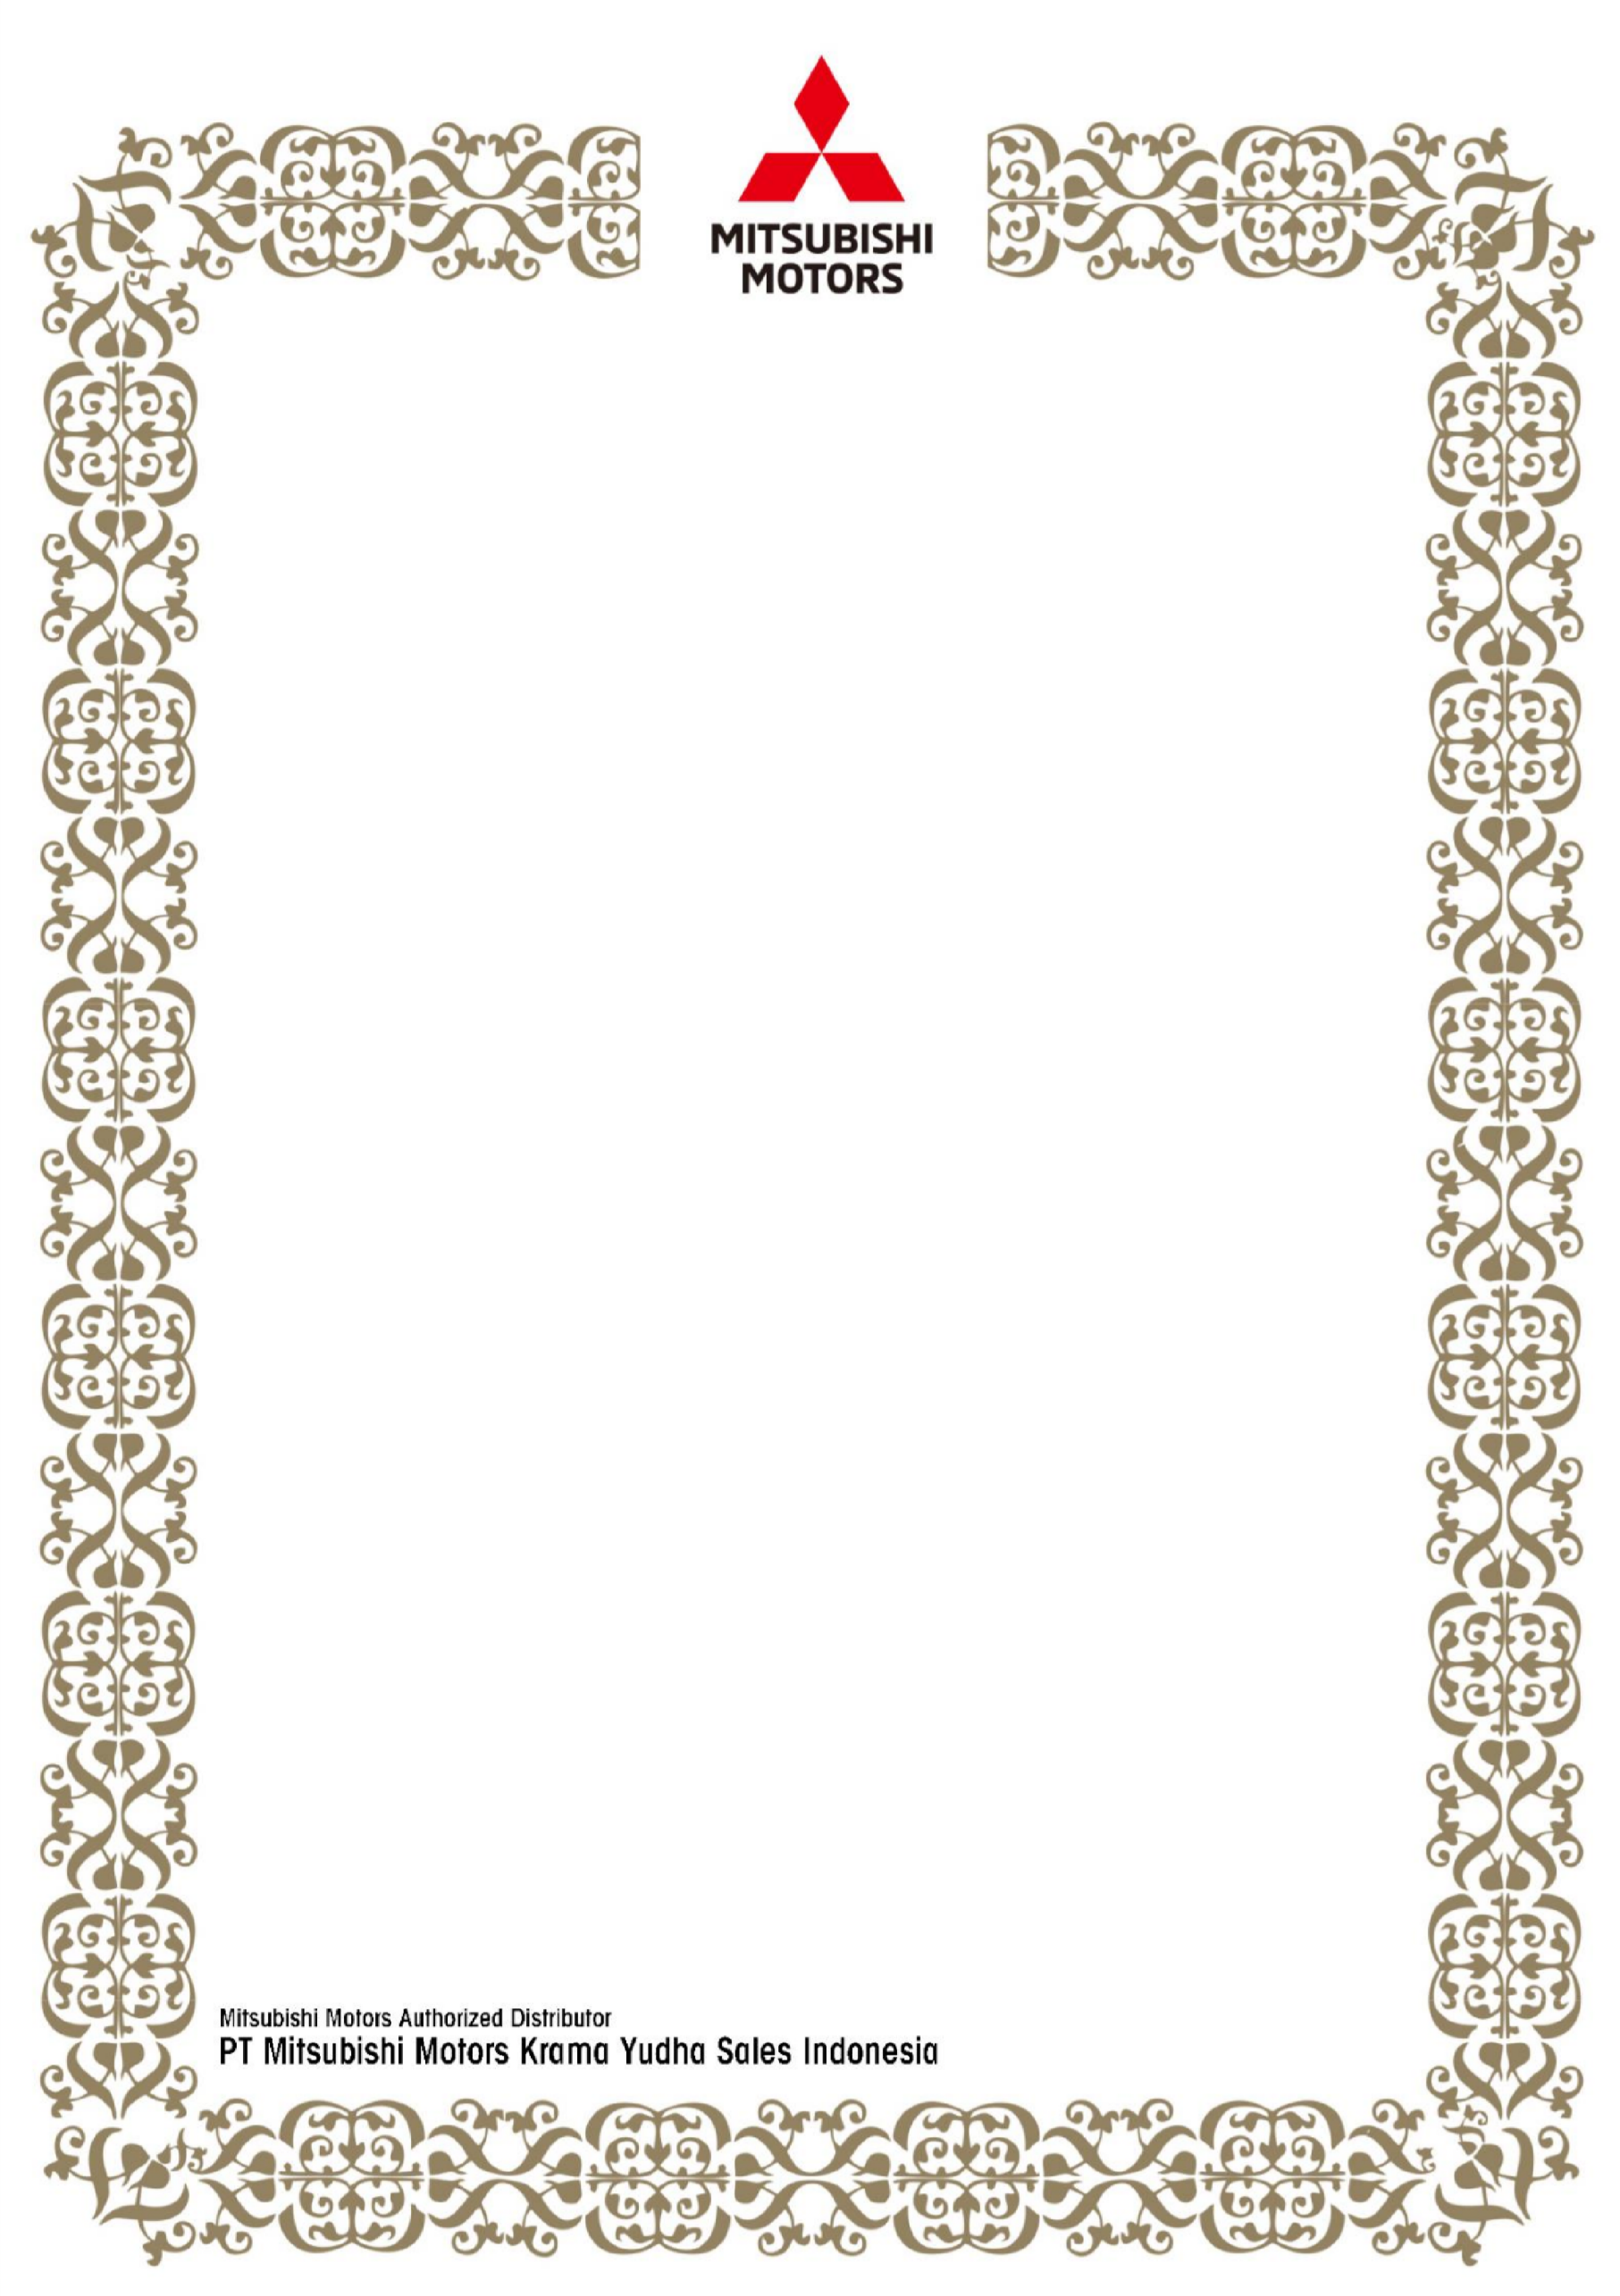 MITSUBISHI
MOTORS
Mitsubishi Motors Authorized Distributor
PT Mitsubishi Motors Krama Yudha Sales Indonesia